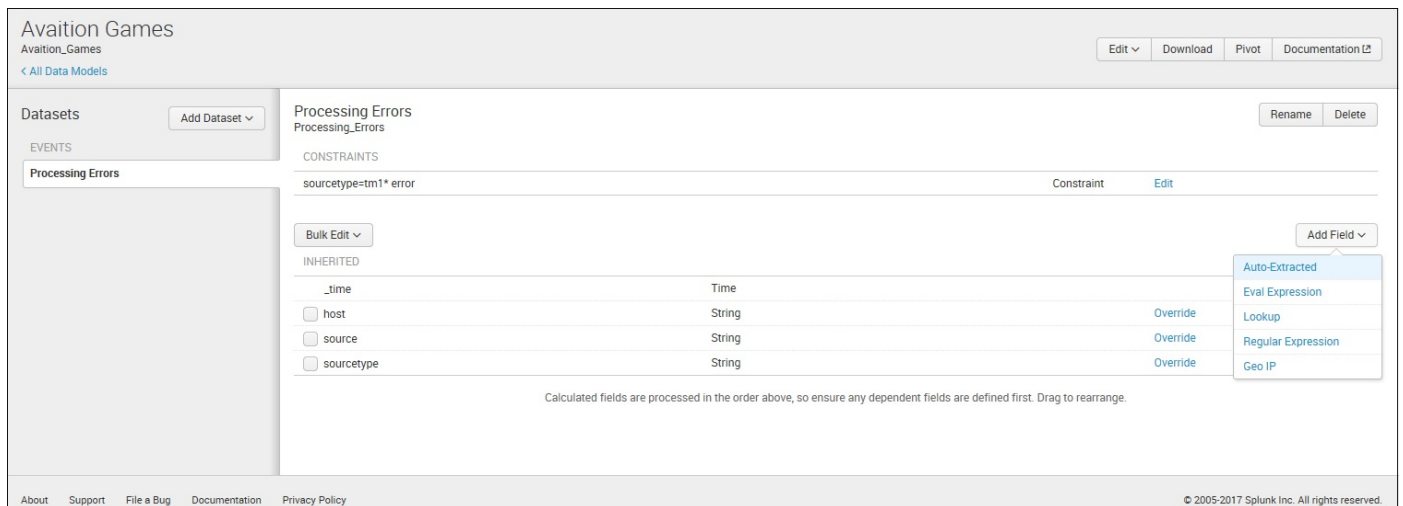 Avaition Games
Avaition_Games
< All Data Models
Edit Download Pivot Documentation
Datasets Add Dataset
EVENTS
Processing Errors
Processing Errors
Processing_Errors
Rename Delete
CONSTRAINTS
sourcetype=tm1* error Constraint Edit
Bulk Edit Add Field
INHERITED
_time Time
host String Override
source String Override
sourcetype String Override
Auto-Extracted
Eval Expression
Lookup
Regular Expression
Geo IP
Calculated fields are processed in the order above, so ensure any dependent fields are defined first. Drag to rearrange.
About Support File a Bug Documentation Privacy Policy © 2005-2017 Splunk Inc. All rights reserved.